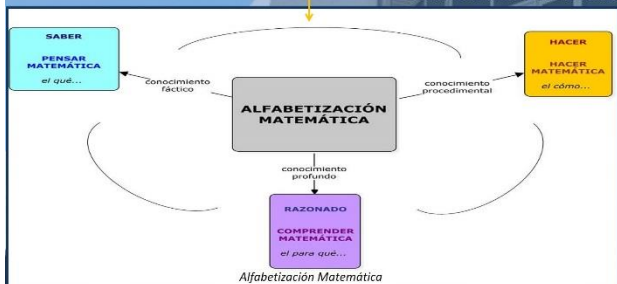 SABER
PENSAR
MATEMÁTICA
el qué...
HACER
HACER
MATEMÁTICA
el cómo...
conocimiento
fáctico
conocimiento
procedimental
ALFABETIZACIÓN
MATEMÁTICA
conocimiento
profundo
RAZONADO
COMPRENDER
MATEMÁTICA
el para qué...
Alfabetización Matemática